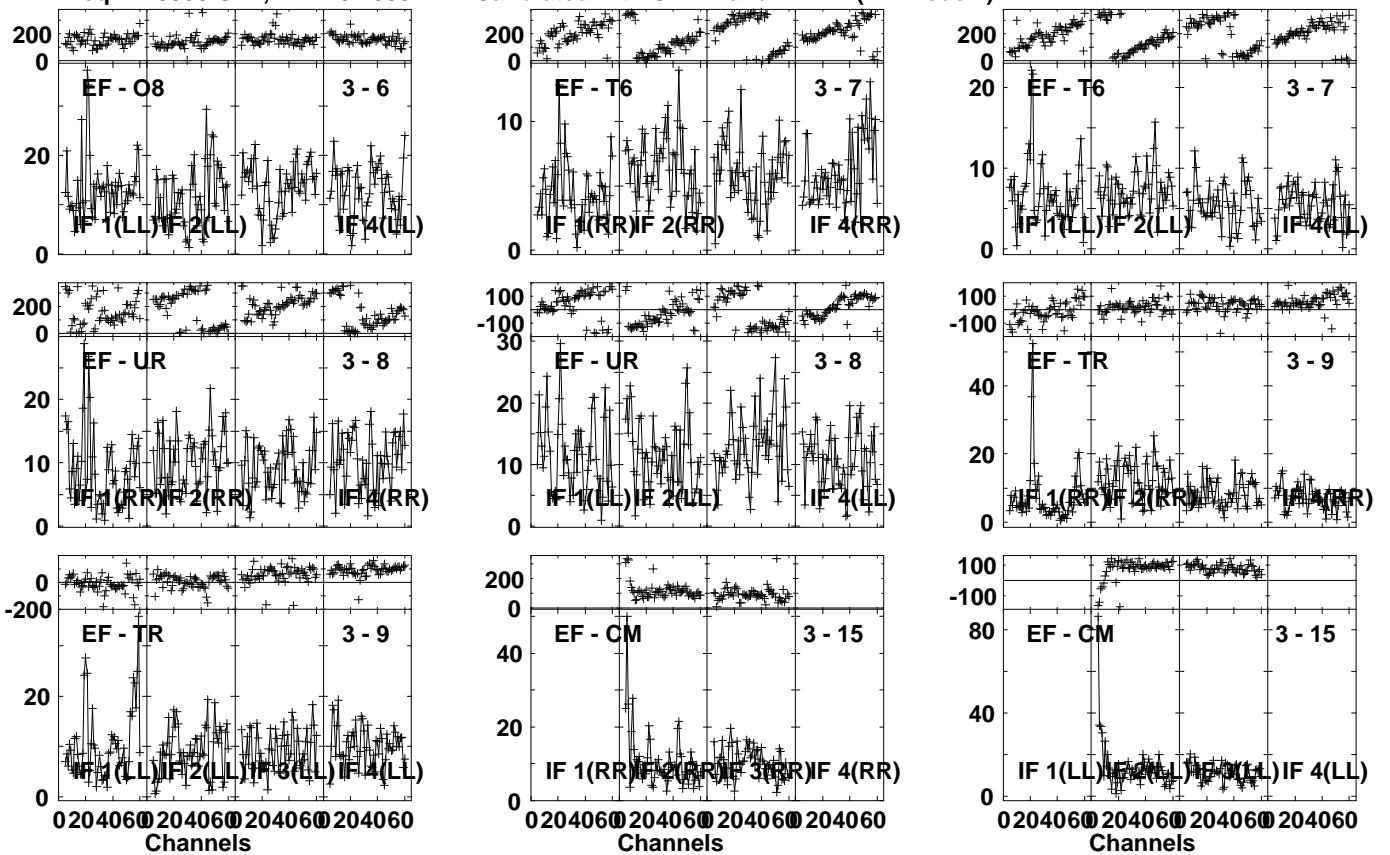 200
0
EF - O8 3 - 6
20
0
IF 1(LL) IF 2(LL) IF 4(LL)
EF - T6 3 - 7
10
0
IF 1(RR) IF 2(RR) IF 4(RR)
200
0
EF - T6 3 - 7
20
10
0
IF 1(LL) IF 2(LL) IF 4(LL)
200
0
EF - UR 3 - 8
20
10
0
IF 1(RR) IF 2(RR) IF 4(RR)
100
-100
30
EF - UR 3 - 8
20
10
0
IF 1(LL) IF 2(LL) IF 4(LL)
100
-100
EF - TR 3 - 9
40
20
0
IF 1(RR) IF 2(RR) IF 4(RR)
0
-200
EF - TR 3 - 9
20
0
IF 1(LL) IF 2(LL) IF 3(LL) IF 4(LL)
200
0
EF - CM 3 - 15
40
20
0
IF 1(RR) IF 2(RR) IF 3(RR) IF 4(RR)
100
-100
80
EF - CM 3 - 15
40
0
IF 1(LL) IF 2(LL) IF 3(LL) IF 4(LL)
0 20 40 60 0 20 40 60 0 20 40 60 0 20 40 60
Channels
0 20 40 60 0 20 40 60 0 20 40 60 0 20 40 60
Channels
0 20 40 60 0 20 40 60 0 20 40 60 0 20 40 60
Channels